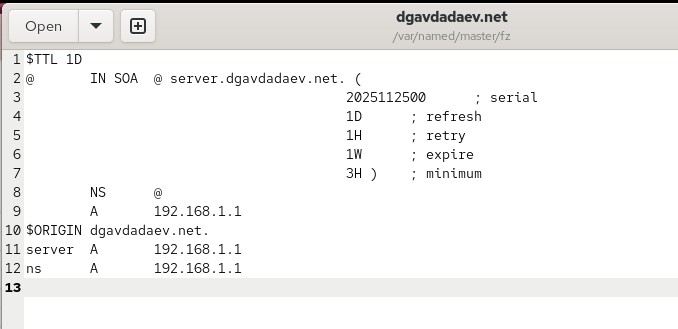 Open
dgavdadaev.net
/var/named/master/fz
1 $TTL 1D
2 @ IN SOA @ server.dgavdadaev.net. (
3 2025112500 ; serial
4 1D ; refresh
5 1H ; retry
6 1W ; expire
7 3H ) ; minimum
8 NS @
9 A 192.168.1.1
10 $ORIGIN dgavdadaev.net.
11 server A 192.168.1.1
12 ns A 192.168.1.1
13